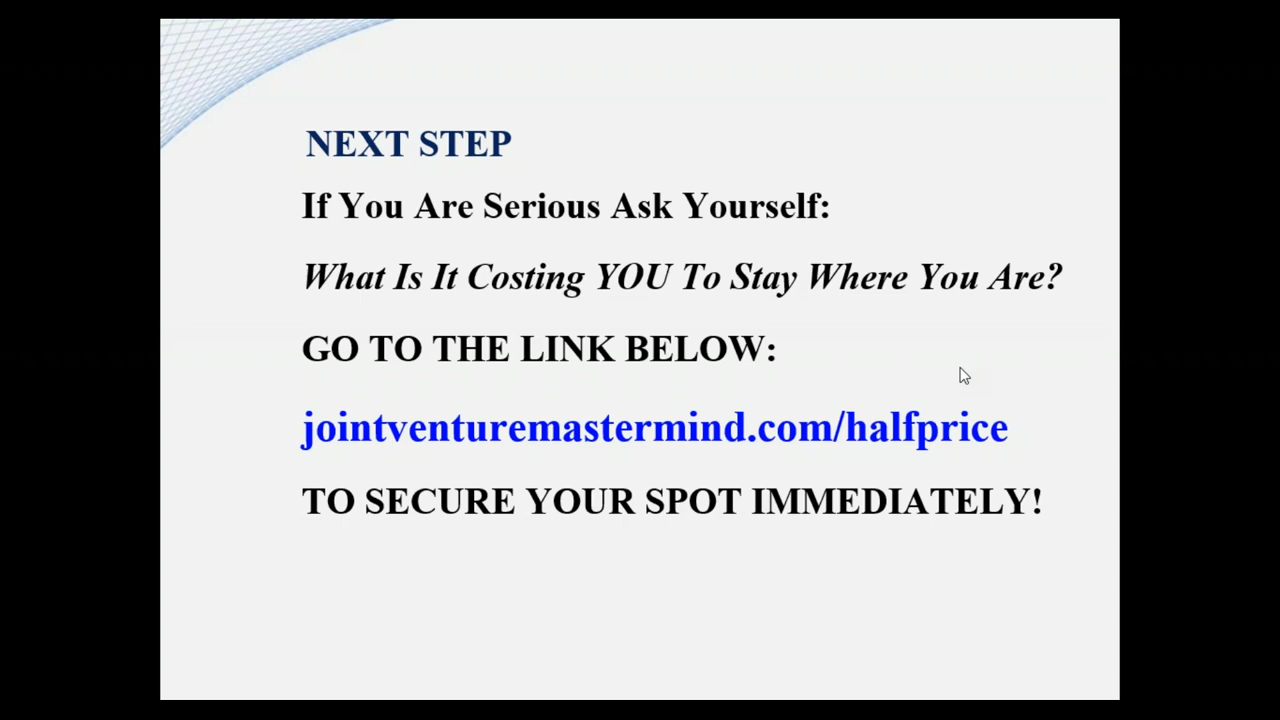 NEXT STEP
If You Are Serious Ask Yourself:
What Is It Costing YOU To Stay Where You Are?
GO TO THE LINK BELOW:
jointventuremastermind.com/halfprice
TO SECURE YOUR SPOT IMMEDIATELY!